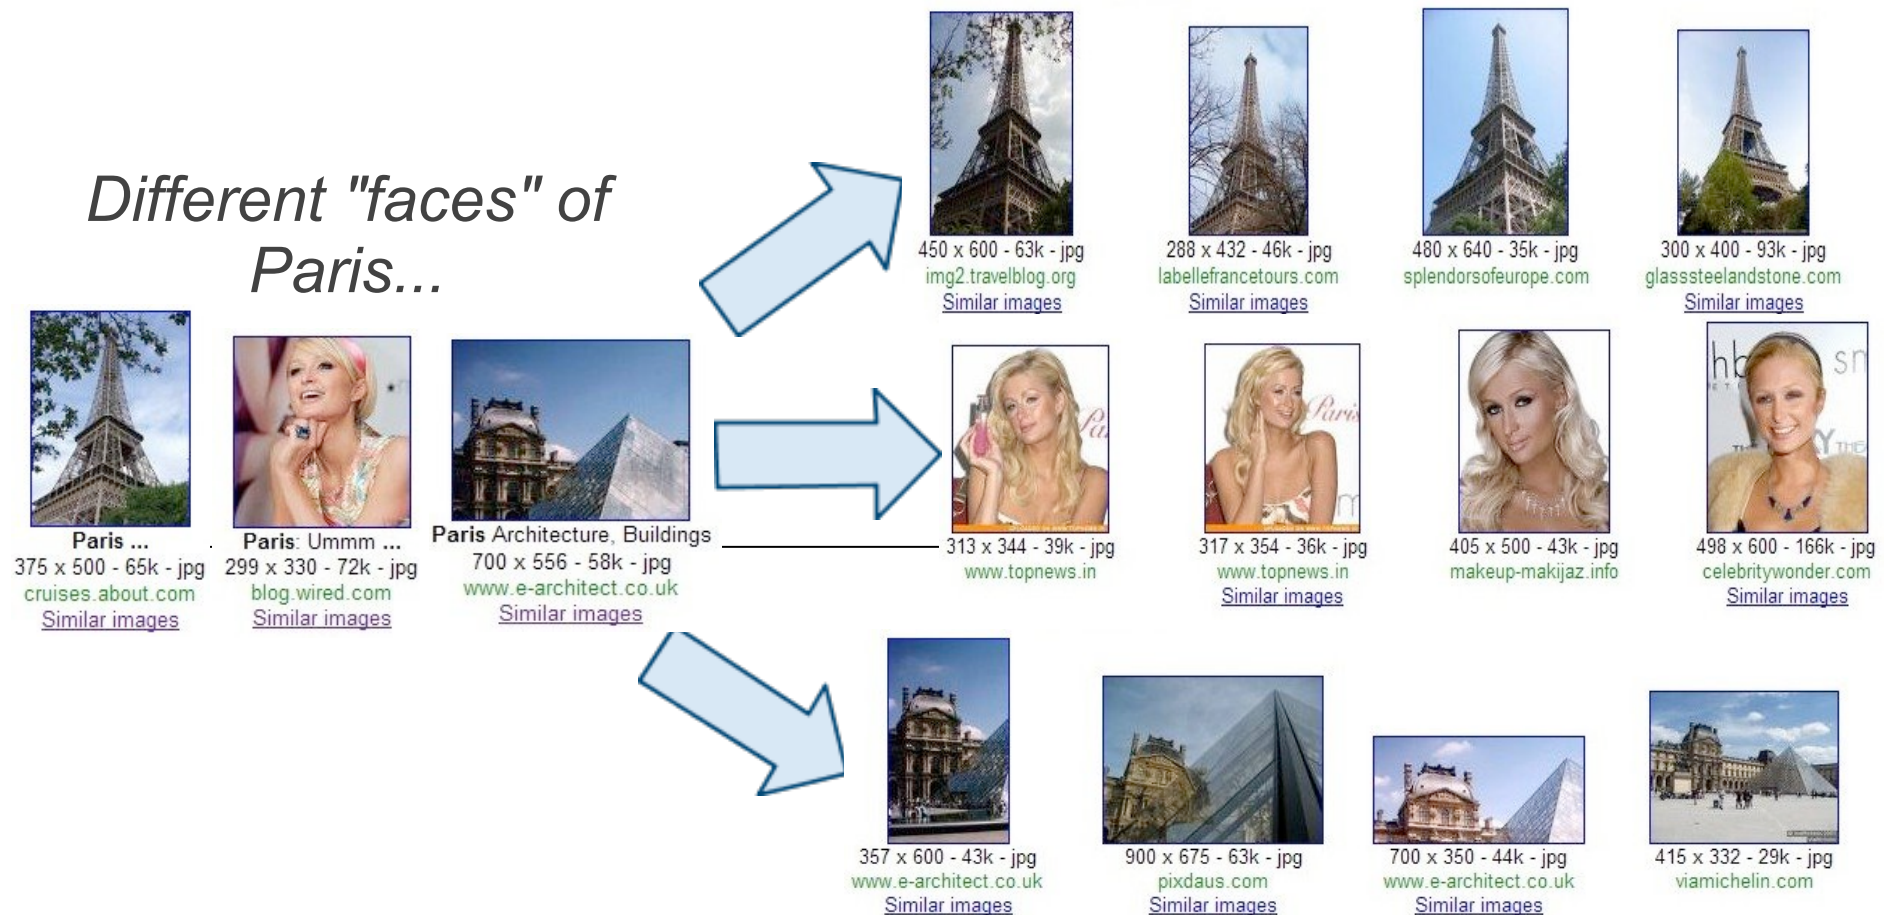 Different "faces" of
Paris...
Paris ...
375 x 500 - 65k - jpg
cruises.about.com
Similar images
Paris: Ummm ...
299 x 330 - 72k - jpg
blog.wired.com
Similar images
Paris Architecture, Buildings
700 x 556 - 58k - jpg
www.e-architect.co.uk
Similar images
450 x 600 - 63k - jpg
img2.travelblog.org
Similar images
288 x 432 - 46k - jpg
labellefrancetours.com
Similar images
480 x 640 - 35k - jpg
splendorsofeurope.com
300 x 400 - 93k - jpg
glasssteelandstone.com
Similar images
Pa
313 x 344 - 39k - jpg
www.topnews.in
Paris
m
317 x 354 - 36k - jpg
www.topnews.in
Similar images
405 x 500 - 43k - jpg
makeup-makijaz.info
hb sm
498 x 600 - 166k - jpg
celebritywonder.com
Similar images
357 x 600 - 43k - jpg
www.e-architect.co.uk
Similar images
900 x 675 - 63k - jpg
pixdaus.com
Similar images
700 x 350 - 44k - jpg
www.e-architect.co.uk
Similar images
415 x 332 - 29k - jpg
viamichelin.com